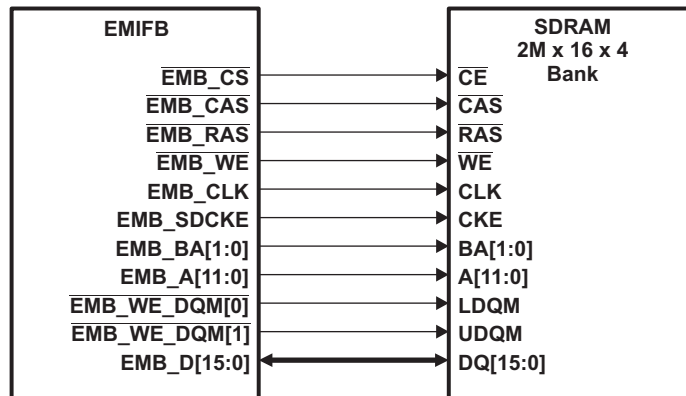 EMIFB
EMB_CS
EMB_CAS
EMB_RAS
EMB_WE
EMB_CLK
EMB_SDCKE
EMB_BA[1:0]
EMB_A[11:0]
EMB_WE_DQM[0]
EMB_WE_DQM[1]
EMB_D[15:0]
SDRAM
2M x 16 x 4
Bank
CE
CAS
RAS
WE
CLK
CKE
BA[1:0]
A[11:0]
LDQM
UDQM
DQ[15:0]